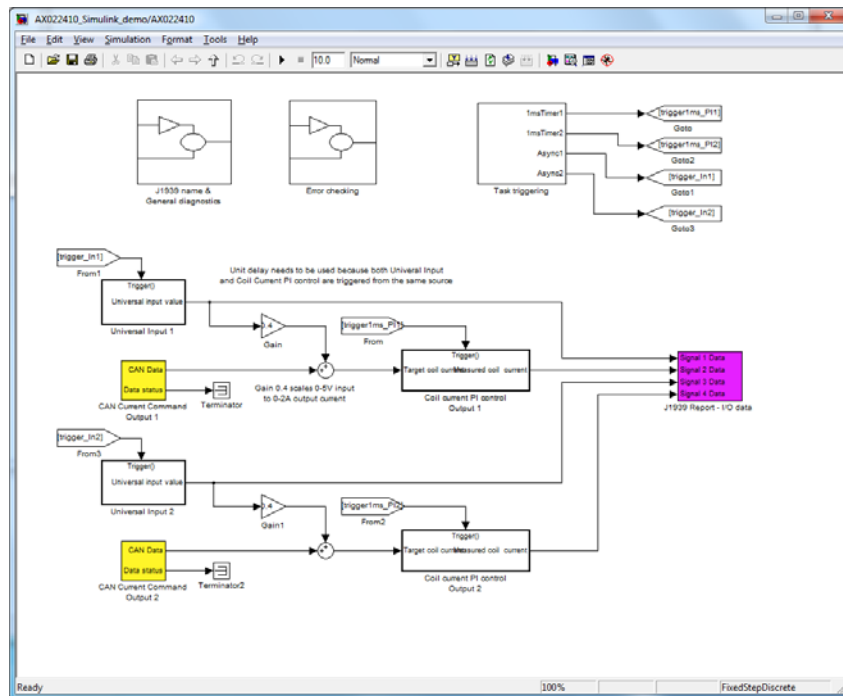 AX022410_Simulink_demo/AX022410
File Edit View Simulation Format Tools Help
10.0 Normal
J1939 name &
General diagnostics
Error checking
1msTimer1
1msTimer2
Async1
Async2
Task triggering
[trigger1ms_PI1]
Goto
[trigger1ms_PI2]
Goto2
[trigger_In1]
Goto1
[trigger_In2]
Goto3
[trigger_In1]
From1
Unit delay needs to be used because both Univeral Input
and Coil Current PI control are triggered from the same source
Trigger()
Universal input value
Universal Input 1
0.4
Gain
[trigger1ms_PI1]
From
Trigger()
Target coil current Measured coil current
Coil current PI control
Output 1
CAN Data
Data status
CAN Current Command
Output 1
Terminator
Gain 0.4 scales 0-5V input
to 0-2A output current
Signal 1 Data
Signal 2 Data
Signal 3 Data
Signal 4 Data
J1939 Report - I/O data
[trigger_In2]
From3
Trigger()
Universal input value
Universal Input 2
0.4
Gain1
[trigger1ms_PI2]
From2
Trigger()
Target coil current Measured coil current
Coil current PI control
Output 2
CAN Data
Data status
CAN Current Command
Output 2
Terminator2
Ready 100% FixedStepDiscrete